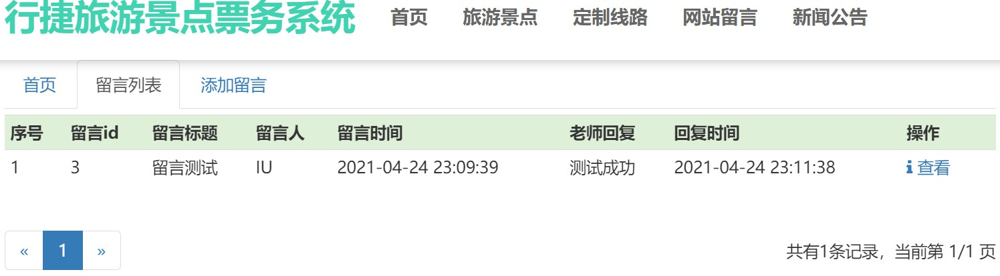 行捷旅游景点票务系统 首页 旅游景点 定制线路 网站留言 新闻公告
首页 留言列表 添加留言
序号 留言id 留言标题 留言人 留言时间 老师回复 回复时间 操作
1 3 留言测试 IU 2021-04-24 23:09:39 测试成功 2021-04-24 23:11:38 查看
« 1 » 共有1条记录，当前第 1/1 页